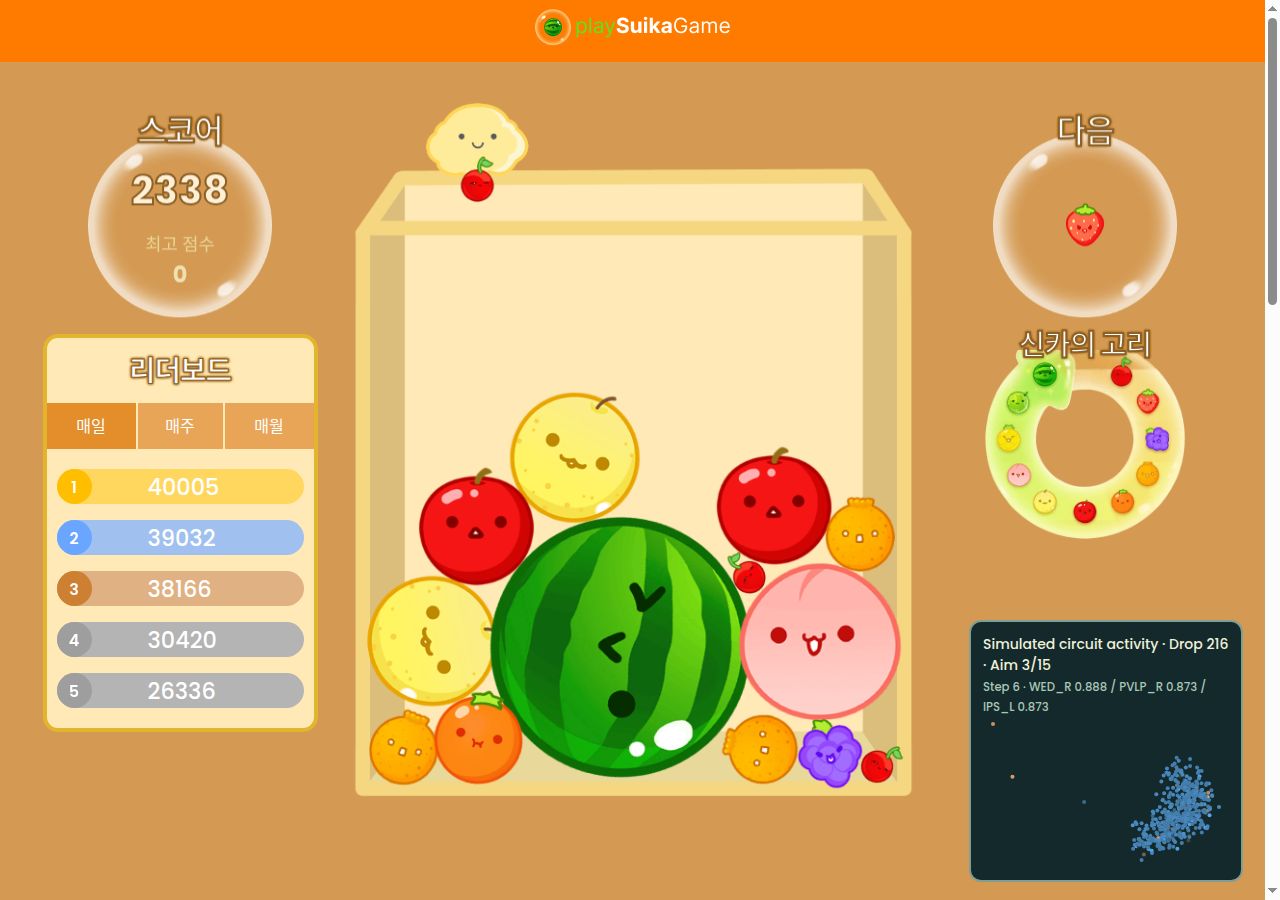 playSuikaGame
스코어
2338
최고 점수
0
다음
리더보드
매일 매주 매월
1 40005
2 39032
3 38166
4 30420
5 26336
신카의 고리
Simulated circuit activity · Drop 216
· Aim 3/15
Step 6 · WED_R 0.888 / PVLP_R 0.873 /
IPS_L 0.873